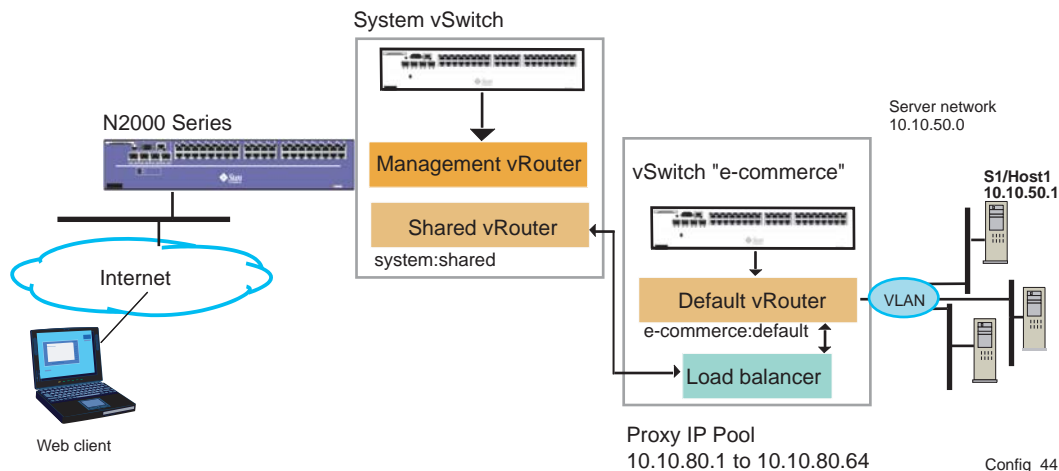 System vSwitch
N2000 Series
Sun
Management vRouter
Shared vRouter
system:shared
Internet
Web client
vSwitch "e-commerce"
Default vRouter
e-commerce:default
Load balancer
Proxy IP Pool
10.10.80.1 to 10.10.80.64
VLAN
Server network
10.10.50.0
S1/Host1
10.10.50.1
Config_44